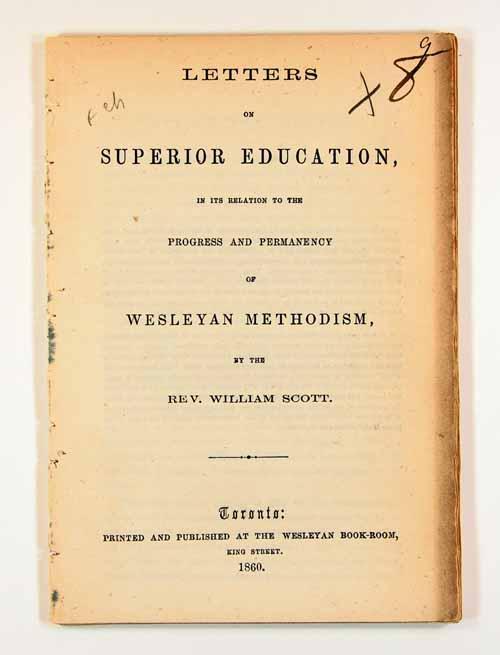 LETTERS
ON
SUPERIOR EDUCATION,
IN ITS RELATION TO THE
PROGRESS AND PERMANENCY
OF
WESLEYAN METHODISM,
BY THE
REV. WILLIAM SCOTT.
Toronto:
PRINTED AND PUBLISHED AT THE WESLEYAN BOOK-ROOM,
KING STREET.
1860.